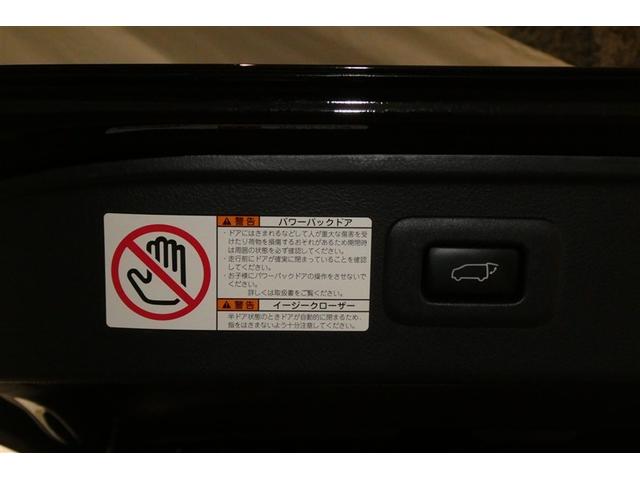 警告 パワーバックドア
・ドアにはさまれるなどして人が重大な傷害を受
けたり荷物を損傷するおそれがあるため開閉時
は周囲の状態を必ず確認してください。
・走行前にドアが確実に閉まっていることを確認
してください。
・お子様にパワーバックドアの操作をさせないで
ください。
詳しくは取扱書をご覧ください。
警告 イージークローザー
半ドア状態のときドアが自動的に閉まるため、
指をはさまないよう十分注意してください。